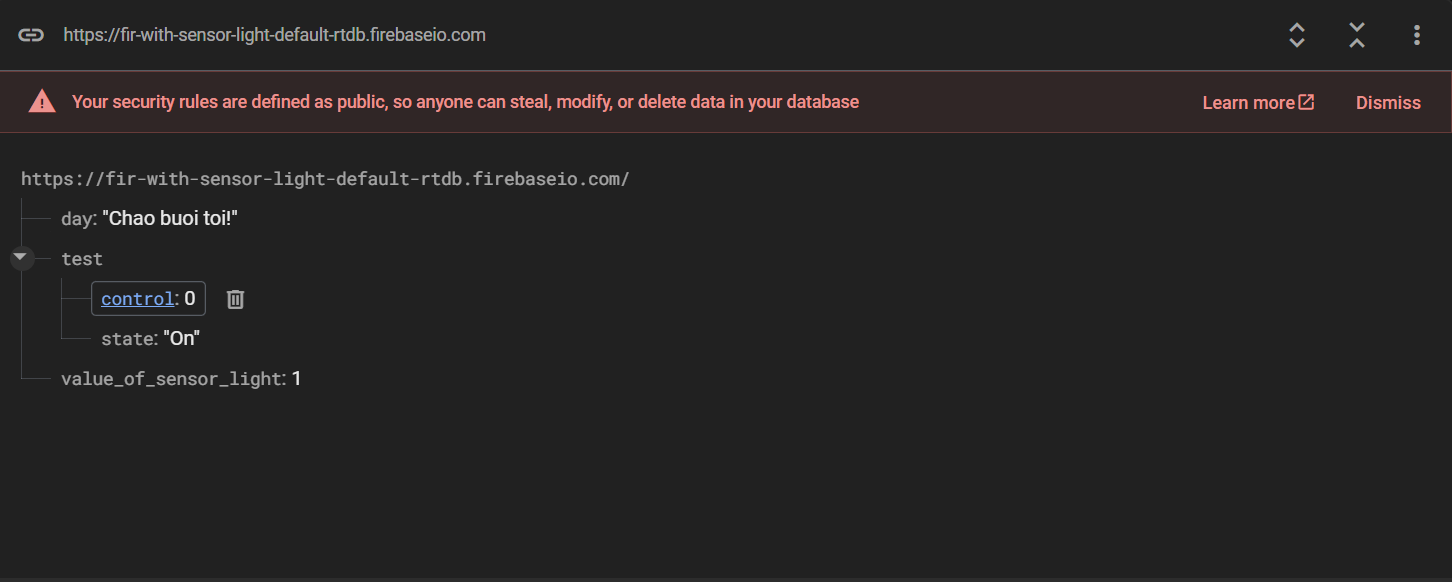 https://fir-with-sensor-light-default-rtdb.firebaseio.com
Your security rules are defined as public, so anyone can steal, modify, or delete data in your database Learn more Dismiss
https://fir-with-sensor-light-default-rtdb.firebaseio.com/
day: "Chao buoi toi!"
test
control: 0
state: "On"
value_of_sensor_light: 1